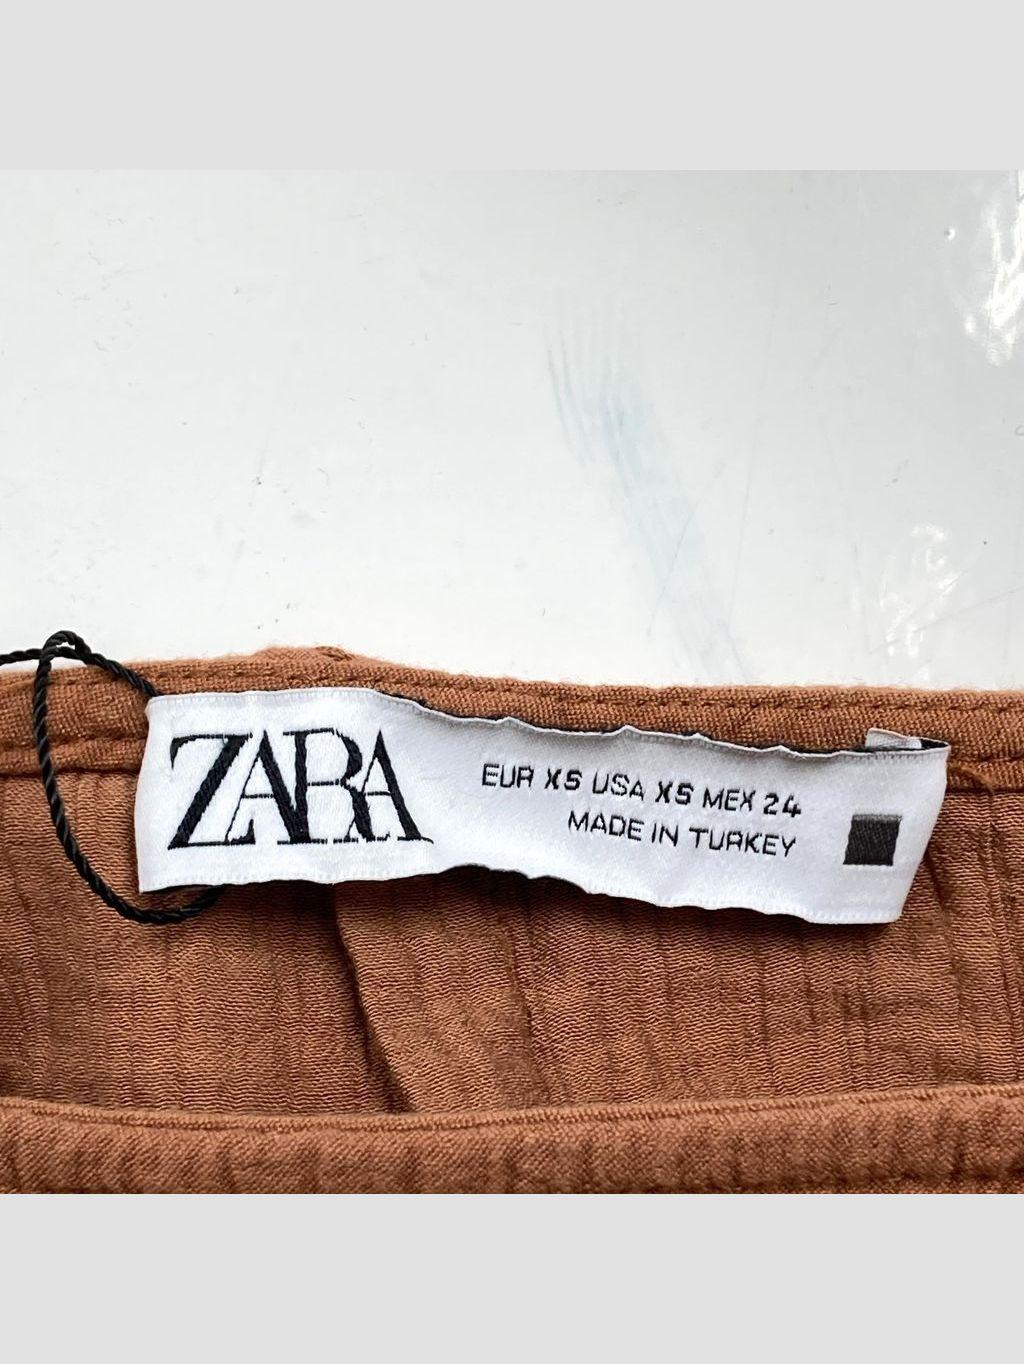 ZARA
EUR XS USA XS MEX 24
MADE IN TURKEY